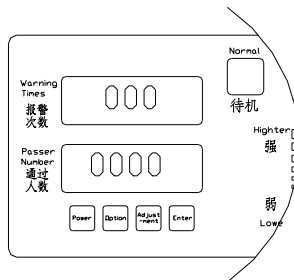 Normal
待机
Warning
Times
报警
次数
000
Highter
强
弱
Lowe
Passer
Number
通过
人数
0000
Power
Option
Adjust
-ment
Enter